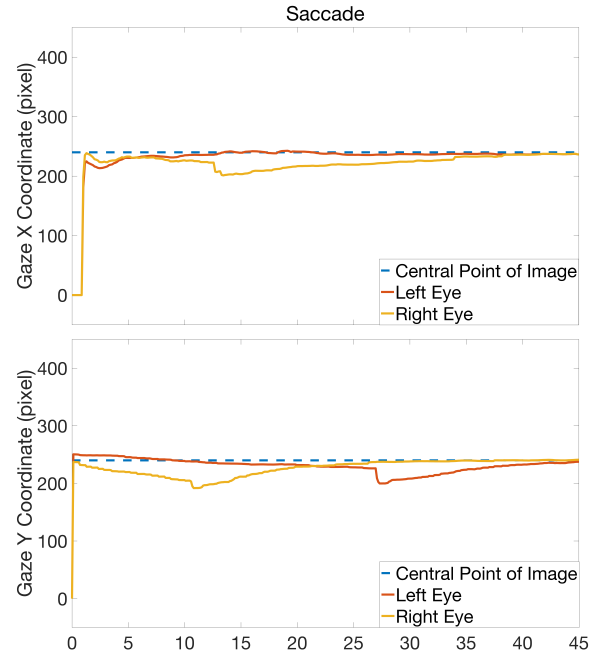 Saccade
Gaze X Coordinate (pixel)
400
300
200
100
0
Central Point of Image
Left Eye
Right Eye
Gaze Y Coordinate (pixel)
400
300
200
100
0
Central Point of Image
Left Eye
Right Eye
0 5 10 15 20 25 30 35 40 45